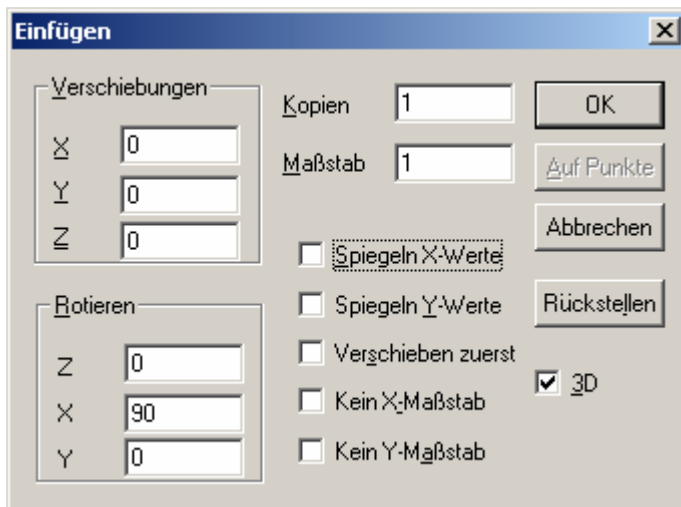 Einfügen
Verschiebungen
X 0
Y 0
Z 0
Rotieren
Z 0
X 90
Y 0
Kopien 1
Maßstab 1
Spiegeln X-Werte
Spiegeln Y-Werte
Verschieben zuerst
Kein X-Maßstab
Kein Y-Maßstab
OK
Auf Punkte
Abbrechen
Rückstellen
3D